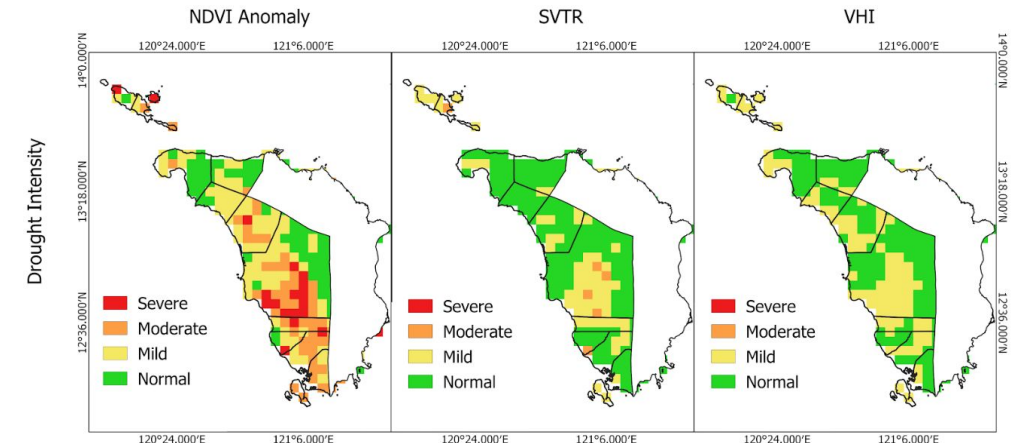 NDVI Anomaly
SVTR
VHI
120°24.000'E 121°6.000'E 120°24.000'E 121°6.000'E 120°24.000'E 121°6.000'E
14°0.000'N
14°0.000'N
Drought Intensity
13°18.000'N
13°18.000'N
12°36.000'N
12°36.000'N
Severe
Moderate
Mild
Normal
Severe
Moderate
Mild
Normal
Severe
Moderate
Mild
Normal
120°24.000'E 121°6.000'E 120°24.000'E 121°6.000'E 120°24.000'E 121°6.000'E